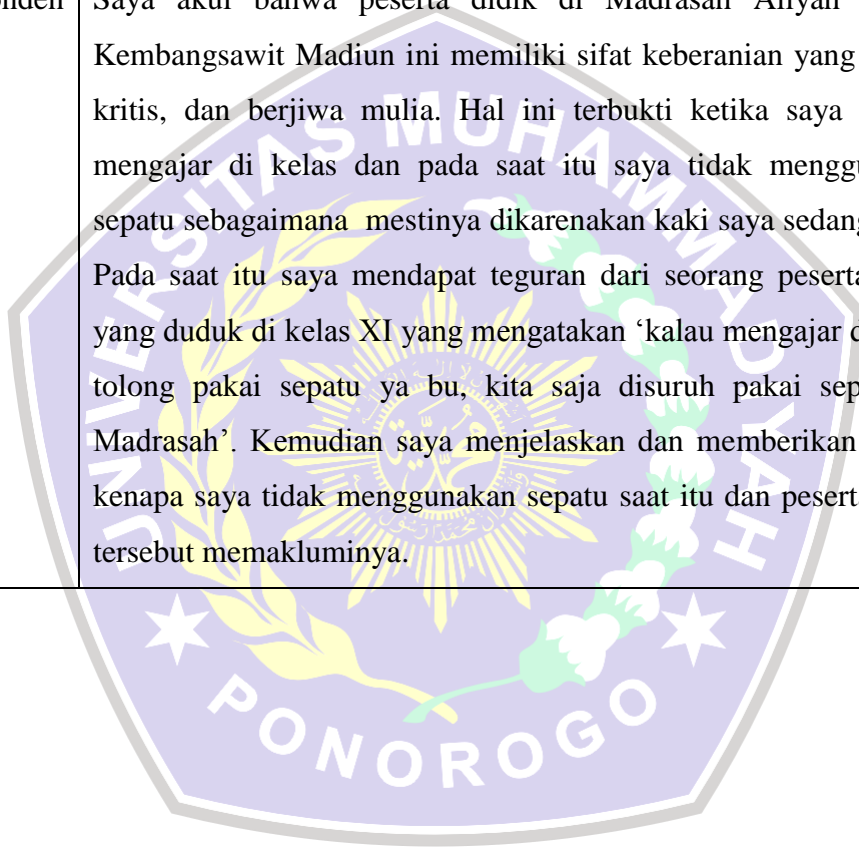 Saya akui bahwa peserta didik di Madrasah Aliyah
Kembangsawit Madiun ini memiliki sifat keberanian yang
kritis, dan berjiwa mulia. Hal ini terbukti ketika saya
mengajar di kelas dan pada saat itu saya tidak menggu
sepatu sebagaimana mestinya dikarenakan kaki saya sedang
Pada saat itu saya mendapat teguran dari seorang peserta
yang duduk di kelas XI yang mengatakan ‘kalau mengajar d
tolong pakai sepatu ya bu, kita saja disuruh pakai sep
Madrasah’. Kemudian saya menjelaskan dan memberikan
kenapa saya tidak menggunakan sepatu saat itu dan peserta
tersebut memakluminya.
UNIVERSITAS MUHAMMADIYAH
PONOROGO